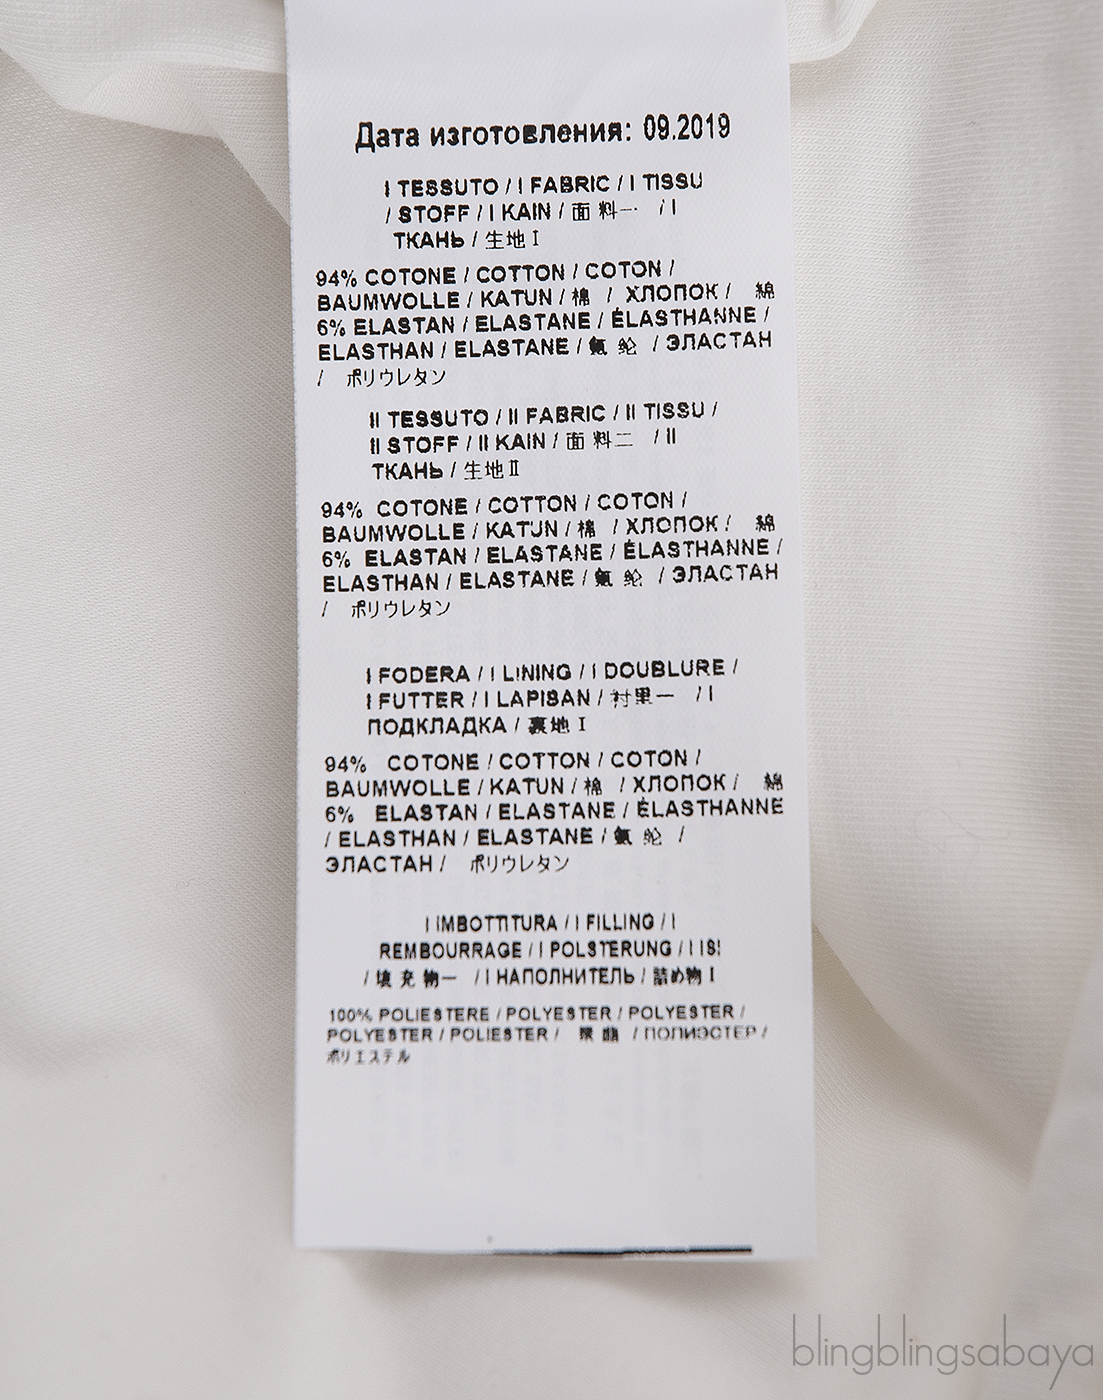 Дата изготовления: 09.2019
I TESSUTO / I FABRIC / I TISSU
/ STOFF / I KAIN / 面 料一 / I
ТКАНЬ / 生地 I
94% COTONE / COTTON / COTON /
BAUMWOLLE / KATUN / 棉 / ХЛОПОК / 綿
6% ELASTAN / ELASTANE / ÉLASTHANNE /
ELASTHAN / ELASTANE / 氨 纶 / ЭЛАСТАН
/ ポリウレタン
II TESSUTO / II FABRIC / II TISSU /
II STOFF / II KAIN / 面 料二 / II
ТКАНЬ / 生地 II
94% COTONE / COTTON / COTON /
BAUMWOLLE / KATUN / 棉 / ХЛОПОК / 綿
6% ELASTAN / ELASTANE / ÉLASTHANNE /
ELASTHAN / ELASTANE / 氨 纶 / ЭЛАСТАН
/ ポリウレタン
I FODERA / I LINING / I DOUBLURE /
I FUTTER / I LAPISAN / 衬里一 / I
ПОДКЛАДКА / 裏地 I
94% COTONE / COTTON / COTON /
BAUMWOLLE / KATUN / 棉 / ХЛОПОК / 綿
6% ELASTAN / ELASTANE / ÉLASTHANNE
/ ELASTHAN / ELASTANE / 氨 纶 /
ЭЛАСТАН / ポリウレタン
I IMBOTTITURA / I FILLING / I
REMBOURRAGE / I POLSTERUNG / I ISI
/ 填 充 物一 / I НАПОЛНИТЕЛЬ / 詰め物 I
100% POLIESTERE / POLYESTER / POLYESTER /
POLYESTER / POLIESTER / 聚 酯 / ПОЛИЭСТЕР /
ポリエステル
blingblingsabaya